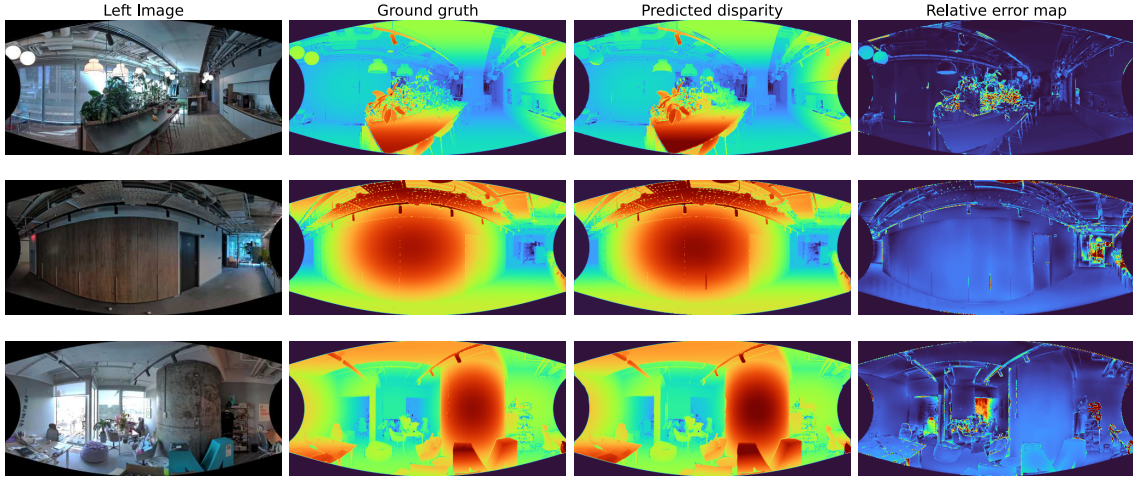 Left Image
Ground gruth
Predicted disparity
Relative error map